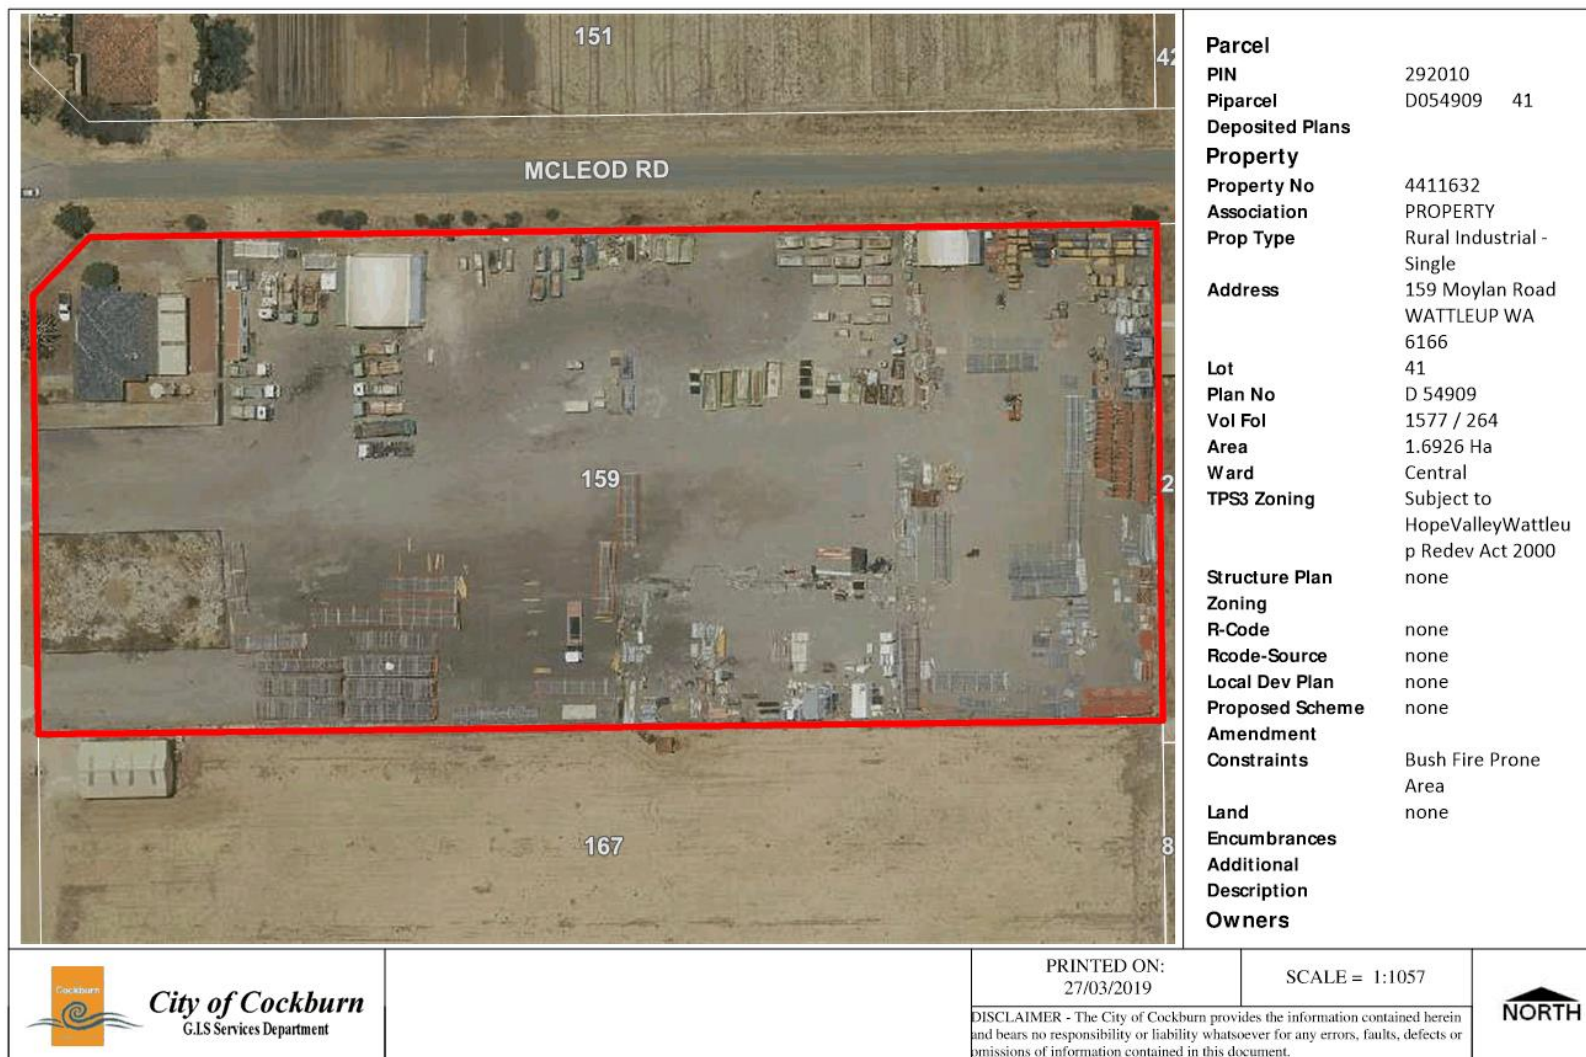 151
42
MCLEOD RD
159
2
167
8
Parcel
PIN 292010
Piparcel D054909 41
Deposited Plans
Property
Property No 4411632
Association PROPERTY
Prop Type Rural Industrial -
Single
Address 159 Moylan Road
WATTLEUP WA
6166
Lot 41
Plan No D 54909
Vol Fol 1577 / 264
Area 1.6926 Ha
Ward Central
TPS3 Zoning Subject to
HopeValleyWattleu
p Redev Act 2000
Structure Plan none
Zoning
R-Code none
Rcode-Source none
Local Dev Plan none
Proposed Scheme none
Amendment
Constraints Bush Fire Prone
Area
Land none
Encumbrances
Additional
Description
Owners
Cockburn
City of Cockburn
G.I.S Services Department
PRINTED ON:
27/03/2019
SCALE = 1:1057
DISCLAIMER - The City of Cockburn provides the information contained herein
and bears no responsibility or liability whatsoever for any errors, faults, defects or
omissions of information contained in this document.
NORTH